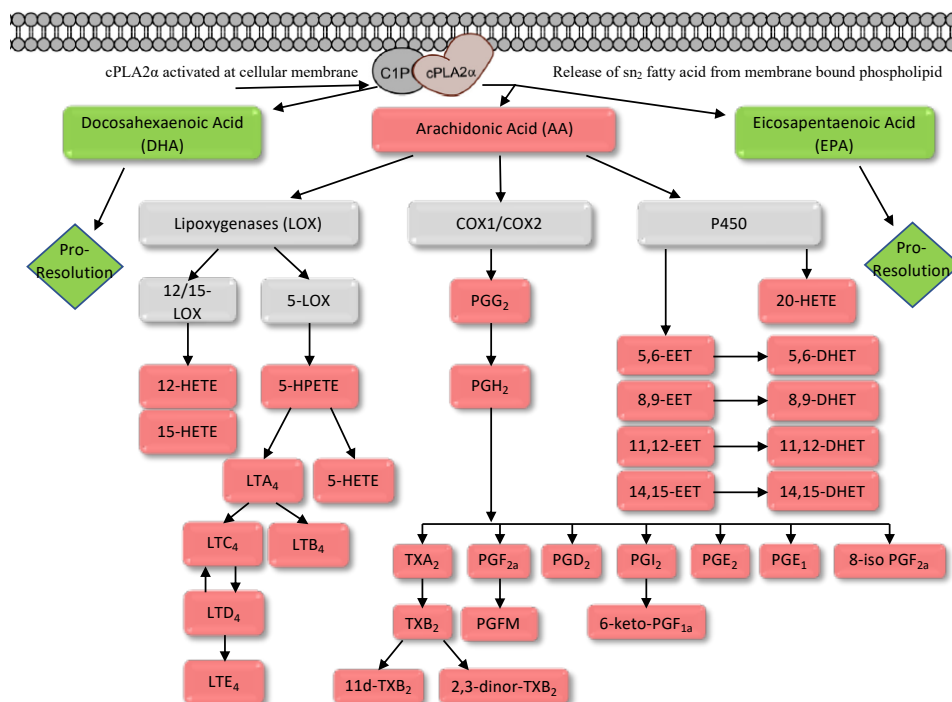 C1P
cPLA2α
cPLA2α activated at cellular membrane
Release of sn₂ fatty acid from membrane bound phospholipid
Docosahexaenoic Acid
(DHA)
Arachidonic Acid (AA)
Eicosapentaenoic Acid
(EPA)
Lipoxygenases (LOX)
COX1/COX2
P450
Pro-
Resolution
Pro-
Resolution
12/15-
LOX
5-LOX
PGG₂
20-HETE
12-HETE
5-HPETE
PGH₂
5,6-EET
5,6-DHET
15-HETE
8,9-EET
8,9-DHET
11,12-EET
11,12-DHET
LTA₄
5-HETE
14,15-EET
14,15-DHET
LTC₄
LTB₄
TXA₂
PGF₂ₐ
PGD₂
PGI₂
PGE₂
PGE₁
8-iso PGF₂ₐ
LTD₄
TXB₂
PGFM
6-keto-PGF₁ₐ
LTE₄
11d-TXB₂
2,3-dinor-TXB₂